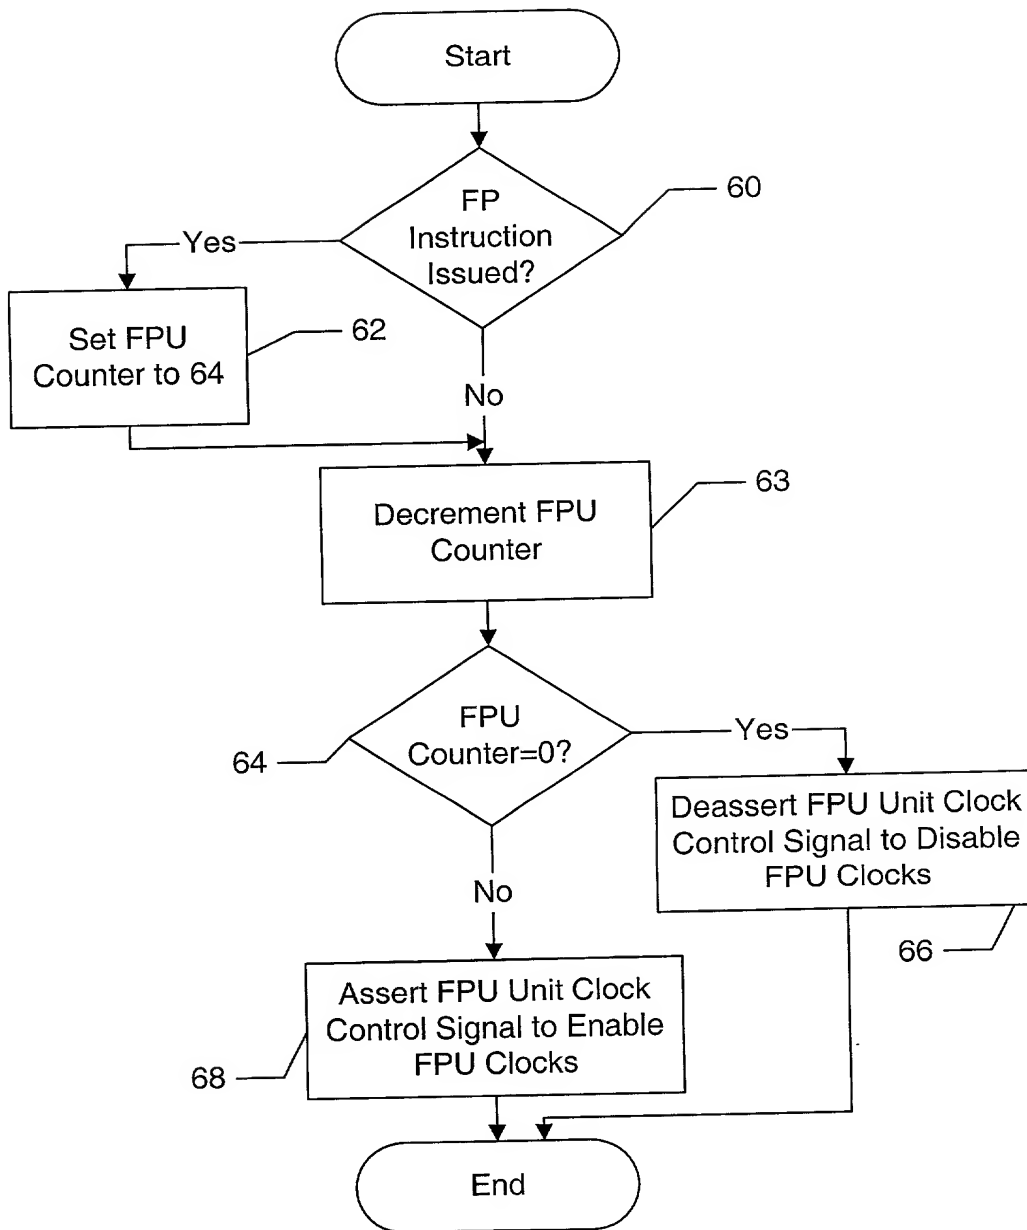 Start
FP
Instruction
Issued?
60
Yes
Set FPU
Counter to 64
62
No
Decrement FPU
Counter
63
FPU
Counter=0?
64
Yes
Deassert FPU Unit Clock
Control Signal to Disable
FPU Clocks
66
No
Assert FPU Unit Clock
Control Signal to Enable
FPU Clocks
68
End